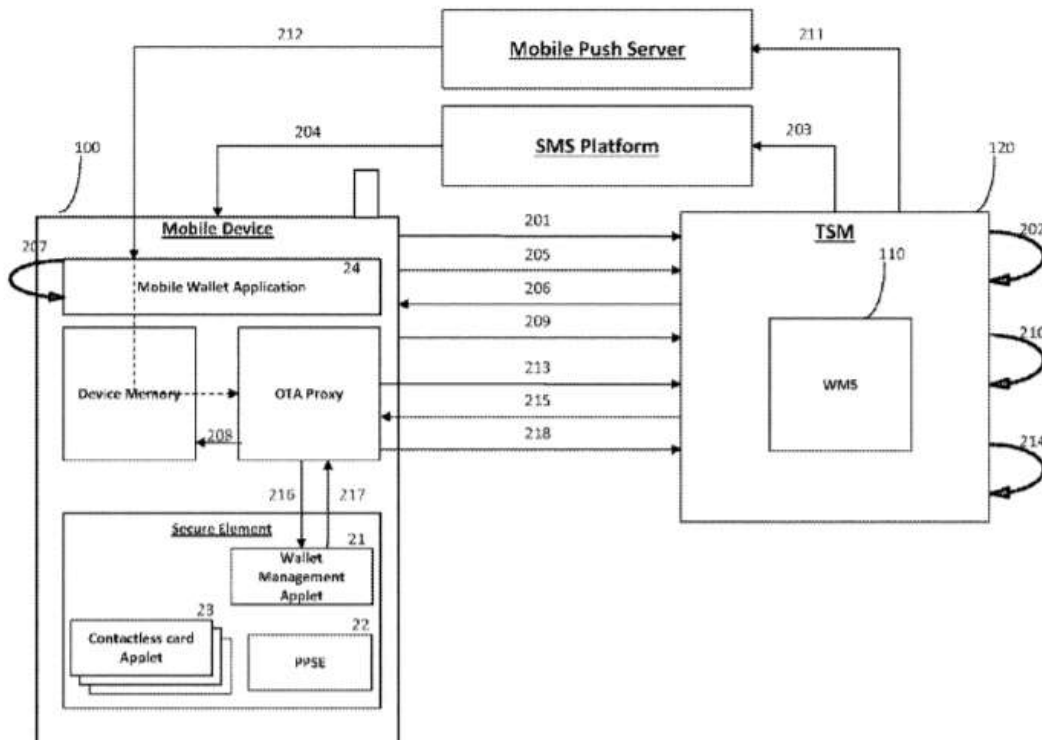 212
Mobile Push Server
211
204
SMS Platform
203
100
120
Mobile Device
201
TSM
202
207
24
205
Mobile Wallet Application
206
110
209
210
Device Memory
OTA Proxy
213
WMS
215
208
218
214
216
217
Secure Element
21
Wallet
Management
Applet
23
22
Contactless card
Applet
PPSE